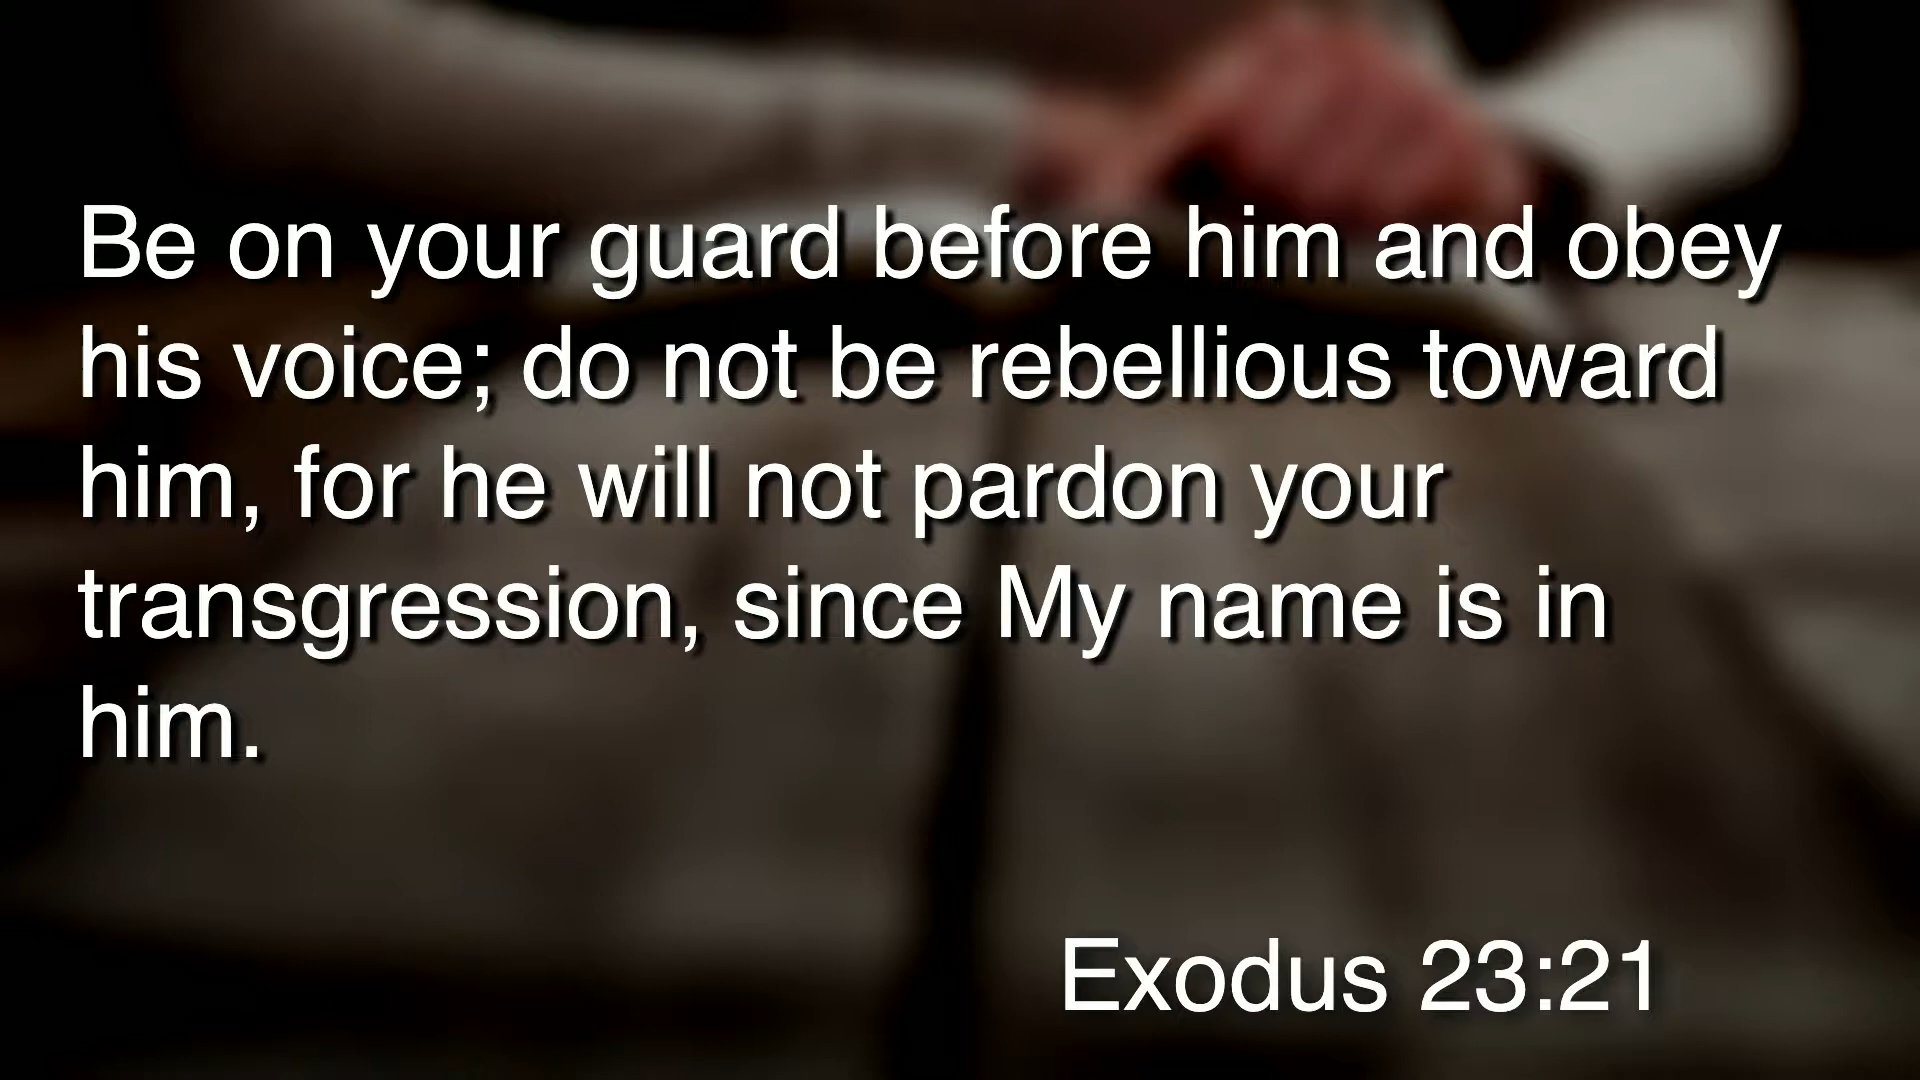 Be on your guard before him and obey
his voice; do not be rebellious toward
him, for he will not pardon your
transgression, since My name is in
him.
Exodus 23:21